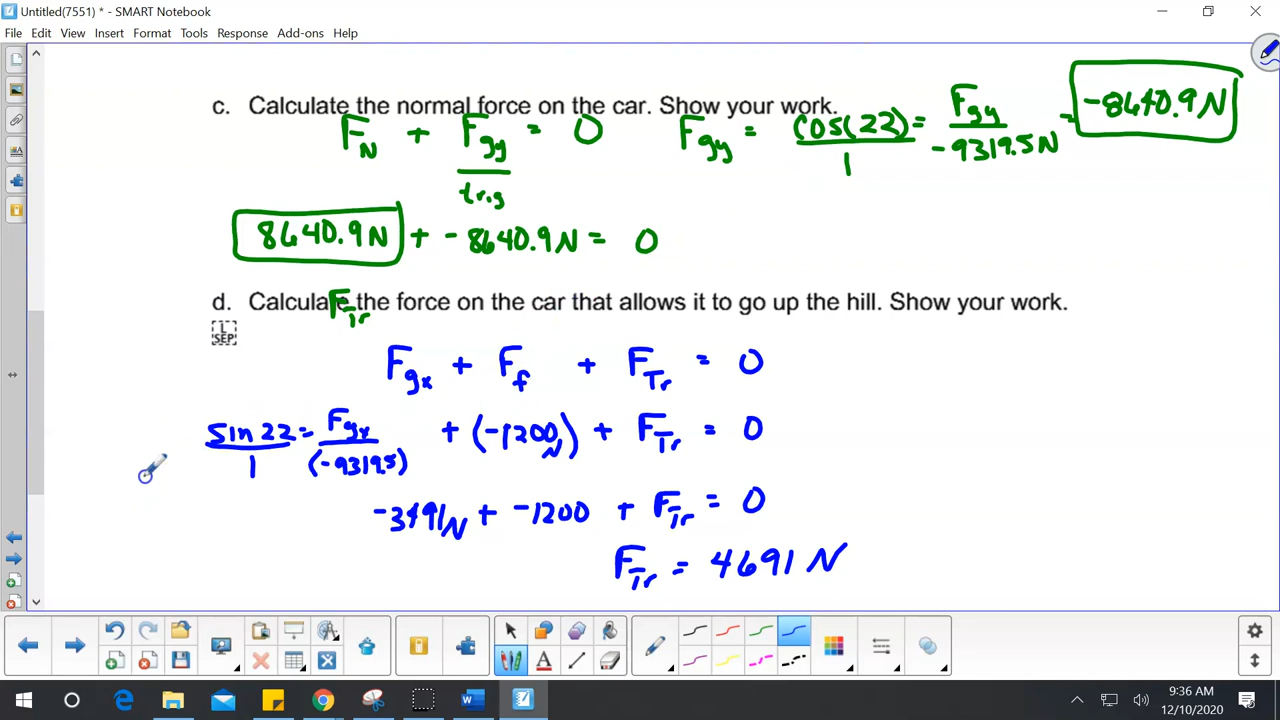 Untitled(7551) * - SMART Notebook
File Edit View Insert Format Tools Response Add-ons Help
c. Calculate the normal force on the car. Show your work.
F_N + F_gy = 0
trig
F_gy = cos(22)/1 = F_gy/-9319.5N = -8640.9N
8640.9N + -8640.9N = 0
d. Calculate the force on the car that allows it to go up the hill. Show your work.
F_Tr
L
SEP
F_gx + F_f + F_Tr = 0
sin 22/1 = F_gx/(-9319.5) + (-1200N) + F_Tr = 0
-3491N + -1200 + F_Tr = 0
F_Tr = 4691 N
9:36 AM
12/10/2020